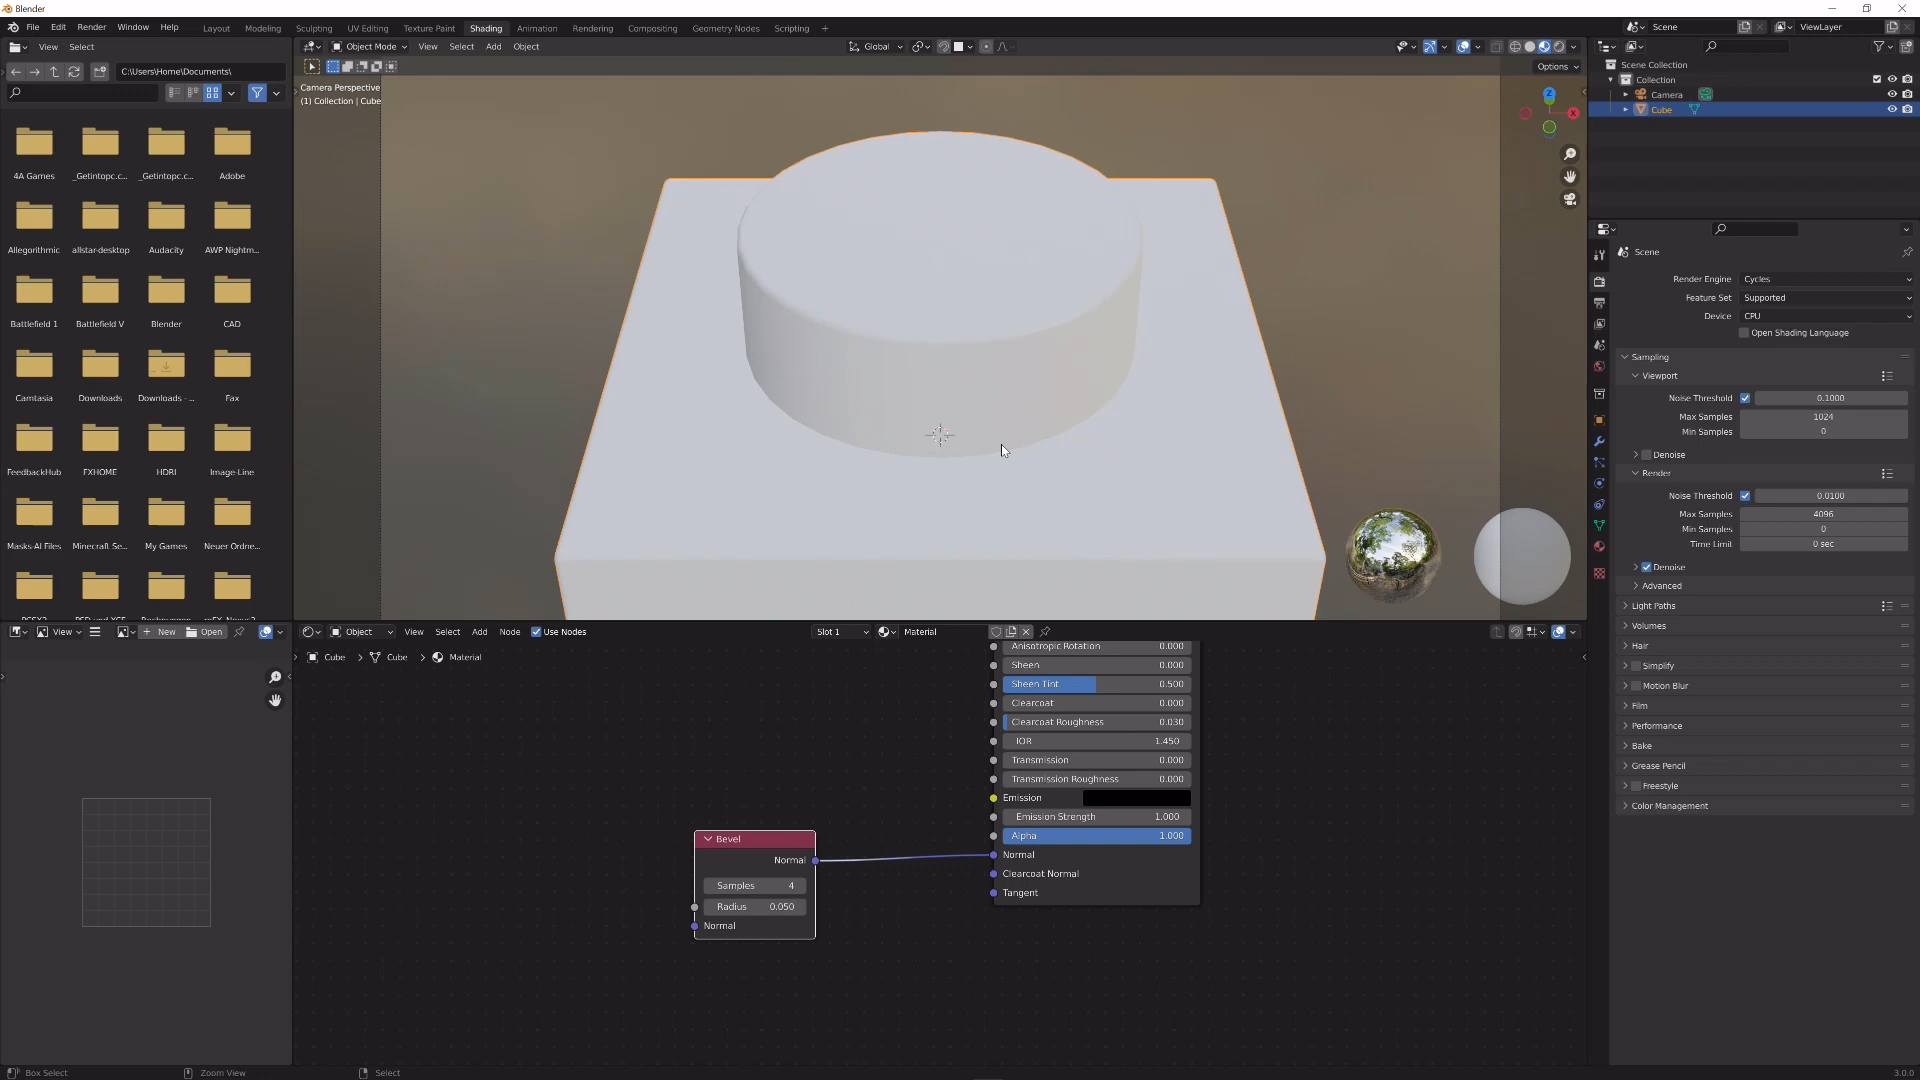 Blender
File Edit Render Window Help Layout Modeling Sculpting UV Editing Texture Paint Shading Animation Rendering Compositing Geometry Nodes Scripting + Scene ViewLayer
View Select
Object Mode View Select Add Object Global
Options
C:\Users\Home\Documents\
Camera Perspective
(1) Collection | Cube
Z
X
4A Games _Getintopc.c... _Getintopc.c... Adobe
Allegorithmic allstar-desktop Audacity AWP Nightm...
Battlefield 1 Battlefield V Blender CAD
Camtasia Downloads Downloads - ... Fax
FeedbackHub FXHOME HDRI Image-Line
Masks-AI Files Minecraft Se... My Games Neuer Ordne...
Scene Collection
Collection
Camera
Cube
Scene
Render Engine Cycles
Feature Set Supported
Device CPU
Open Shading Language
Sampling
Viewport
Noise Threshold 0.1000
Max Samples 1024
Min Samples 0
Denoise
Render
Noise Threshold 0.0100
Max Samples 4096
Min Samples 0
Time Limit 0 sec
Denoise
Advanced
Light Paths
Volumes
Hair
Simplify
Motion Blur
Film
Performance
Bake
Grease Pencil
Freestyle
Color Management
View + New Open
Object View Select Add Node Use Nodes Slot 1 Material
Cube > Cube > Material
Anisotropic Rotation 0.000
Sheen 0.000
Sheen Tint 0.500
Clearcoat 0.000
Clearcoat Roughness 0.030
IOR 1.450
Transmission 0.000
Transmission Roughness 0.000
Emission
Emission Strength 1.000
Alpha 1.000
Normal
Clearcoat Normal
Tangent
Bevel
Normal
Samples 4
Radius 0.050
Normal
Box Select Zoom View Select 3.0.0